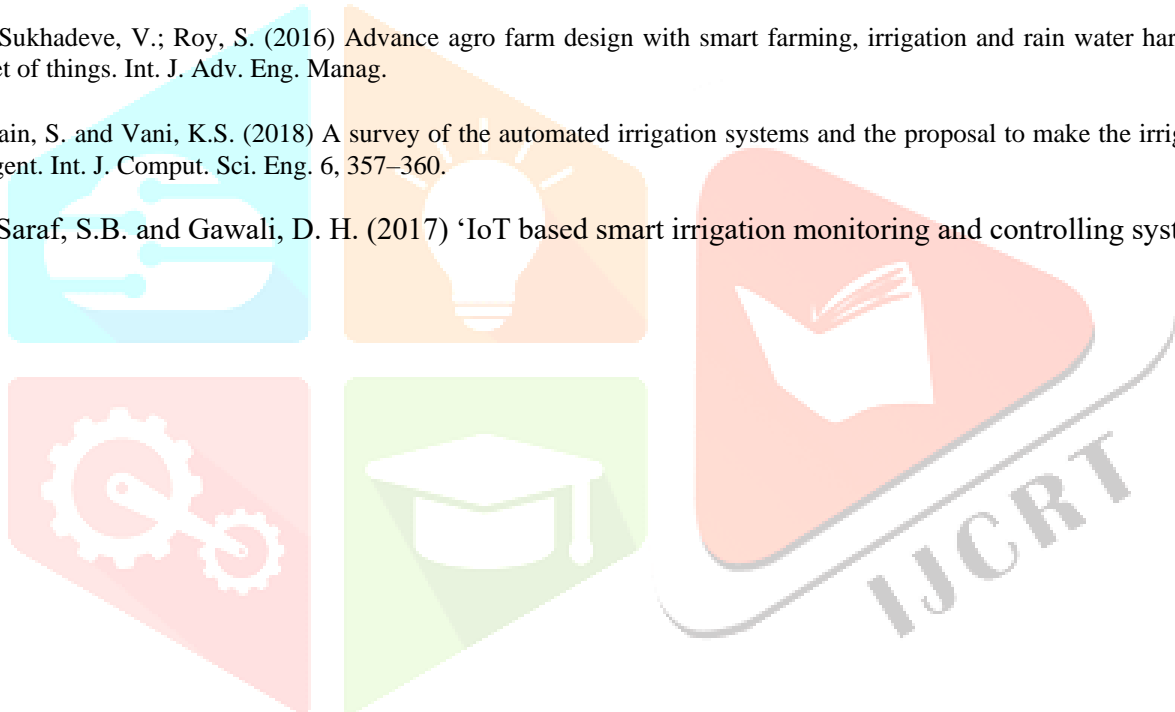 Sukhadeve, V.; Roy, S. (2016) Advance agro farm design with smart farming, irrigation and rain water har
et of things. Int. J. Adv. Eng. Manag.
ain, S. and Vani, K.S. (2018) A survey of the automated irrigation systems and the proposal to make the irrig
gent. Int. J. Comput. Sci. Eng. 6, 357–360.
Saraf, S.B. and Gawali, D. H. (2017) ‘IoT based smart irrigation monitoring and controlling syst
IJCRT